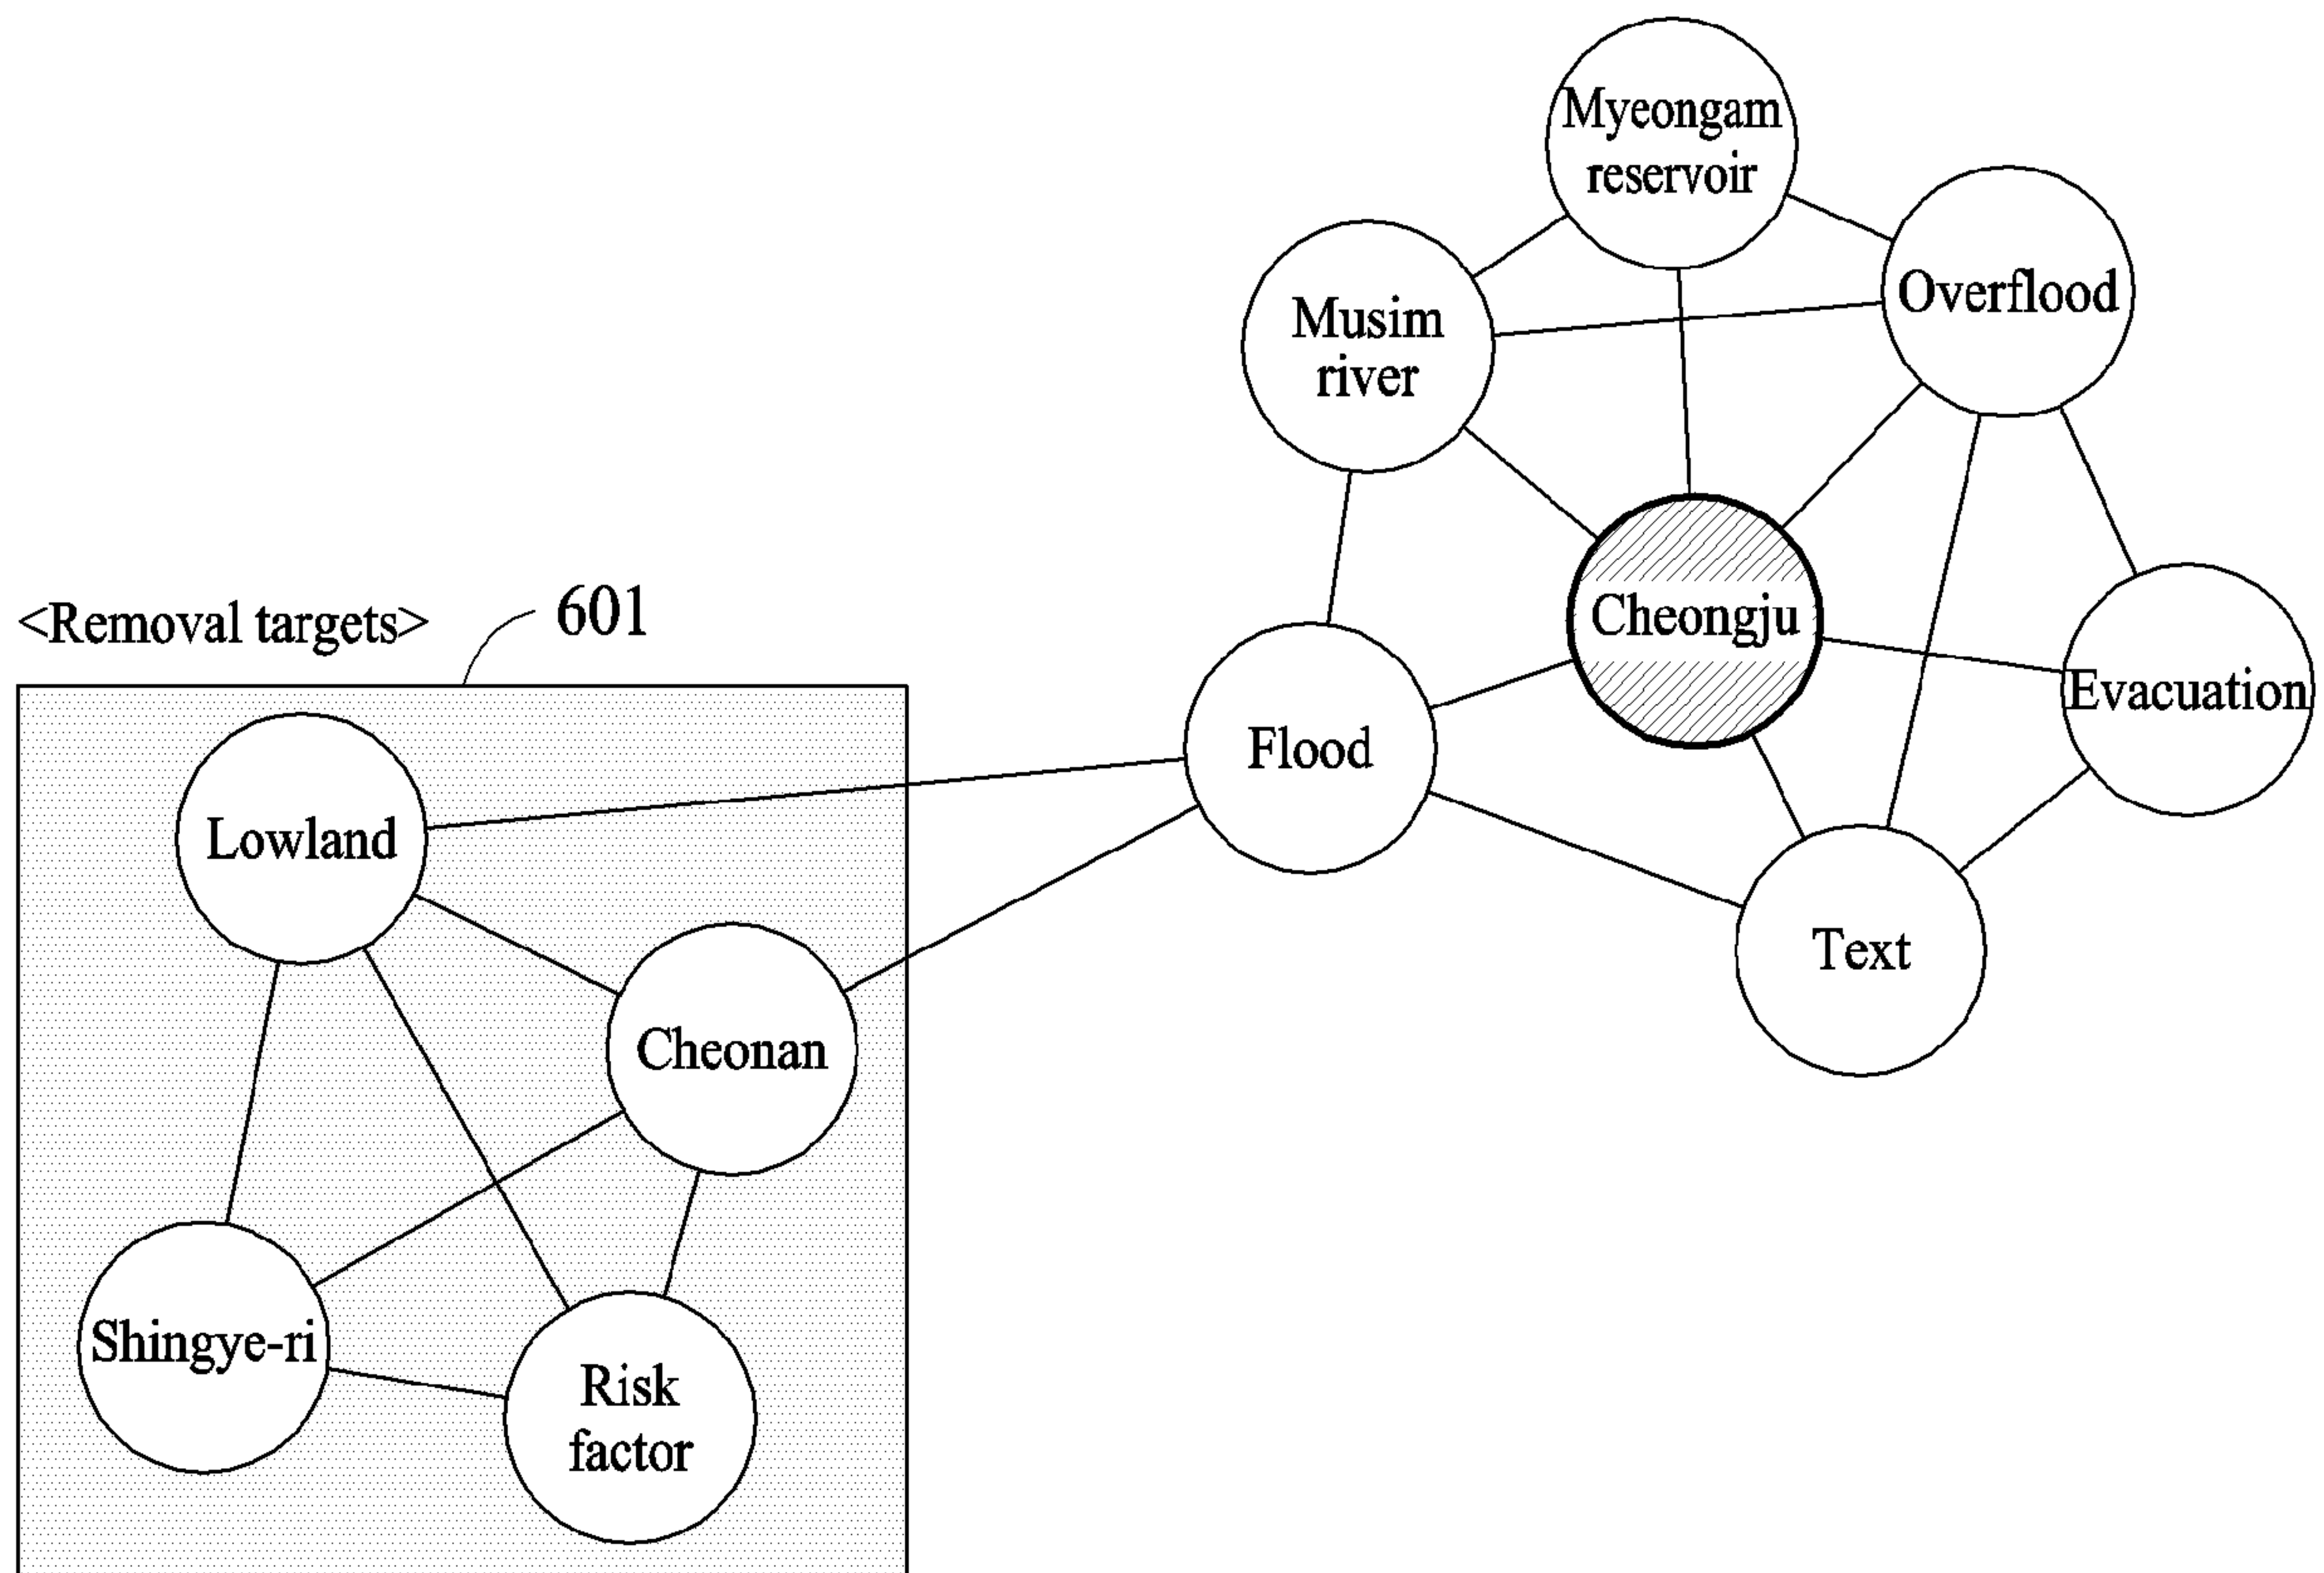 Myeongam
reservoir
Overflood
Musim
river
Cheongju
<Removal targets>
601
Evacuation
Flood
Lowland
Text
Cheonan
Shingye-ri
Risk
factor